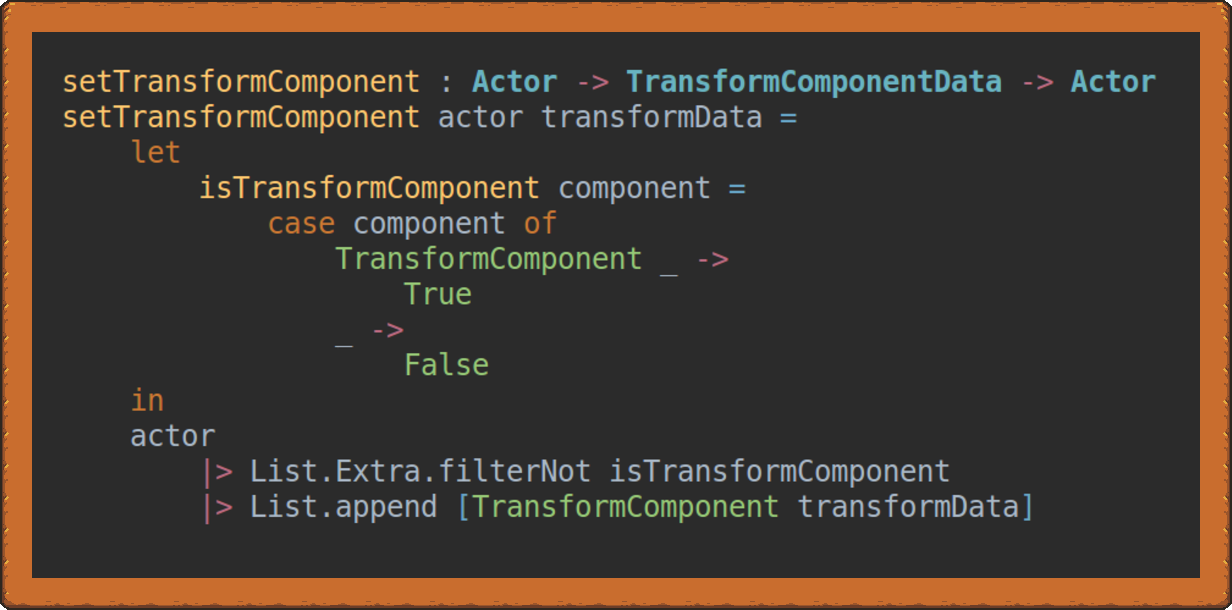 setTransformComponent : Actor -> TransformComponentData -> Actor
setTransformComponent actor transformData =
    let
        isTransformComponent component =
            case component of
                TransformComponent _ ->
                    True
                _ ->
                    False
    in
    actor
        |> List.Extra.filterNot isTransformComponent
        |> List.append [TransformComponent transformData]